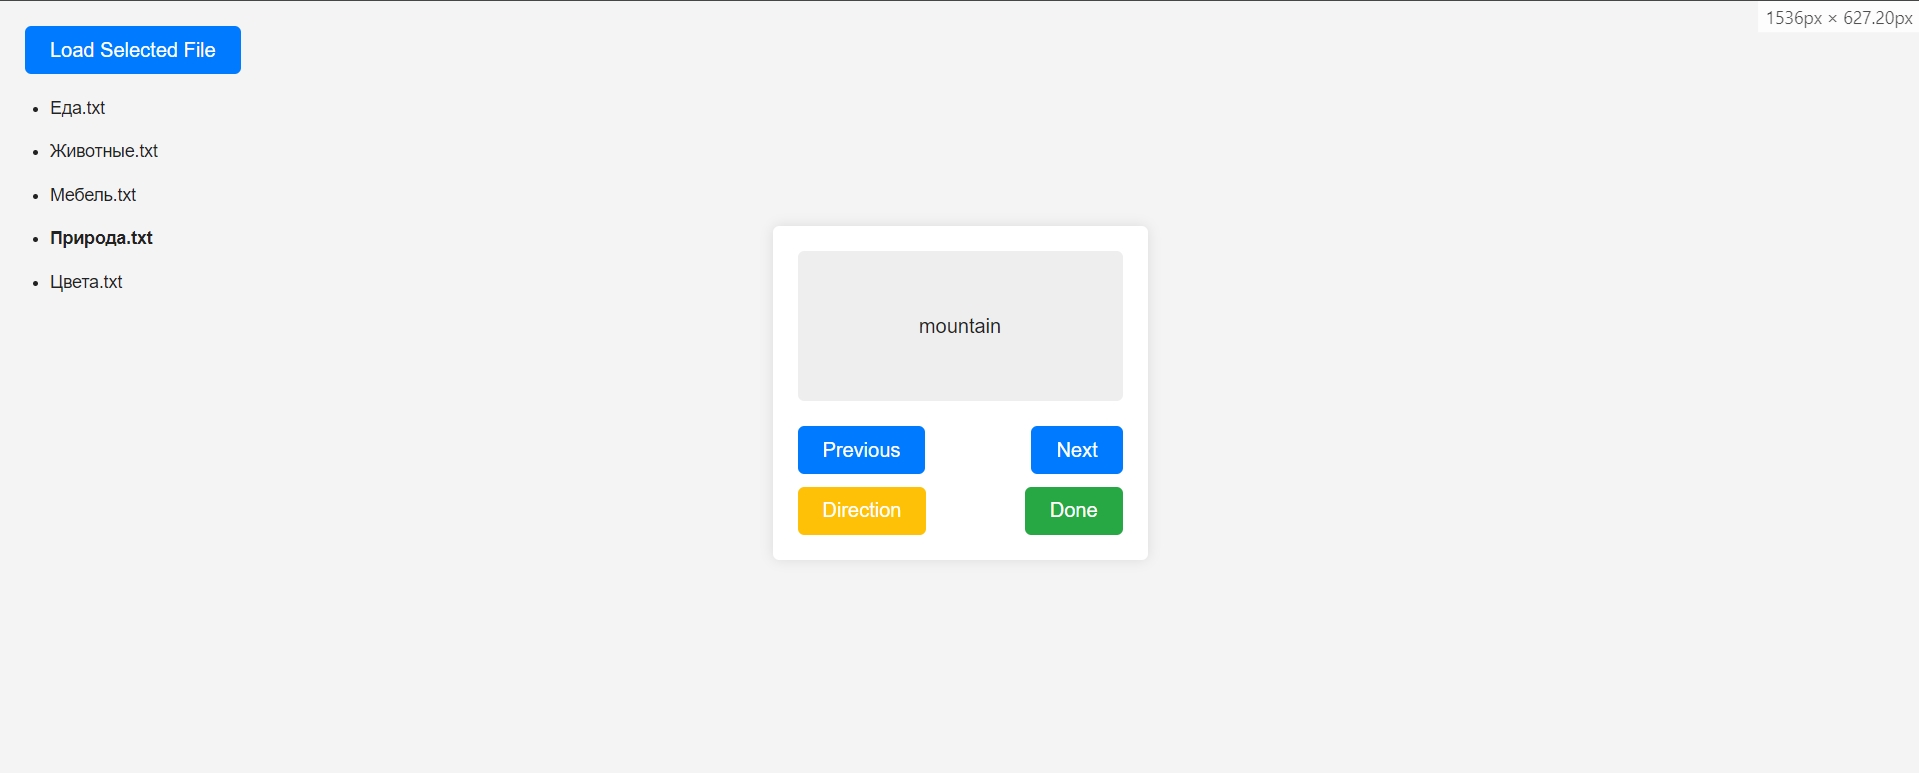 1536px × 627.20px
Load Selected File
Еда.txt
Животные.txt
Мебель.txt
Природа.txt
Цвета.txt
mountain
Previous
Next
Direction
Done